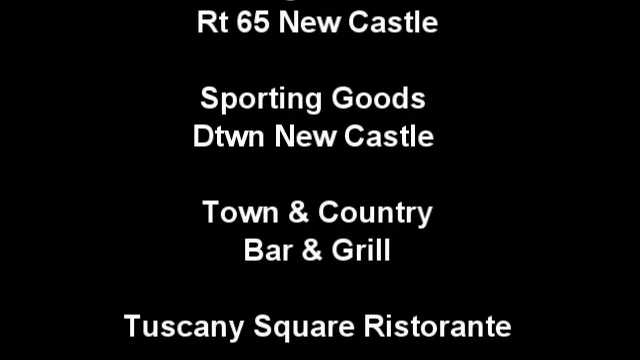 Rt 65 New Castle
Sporting Goods
Dtwn New Castle
Town & Country
Bar & Grill
Tuscany Square Ristorante